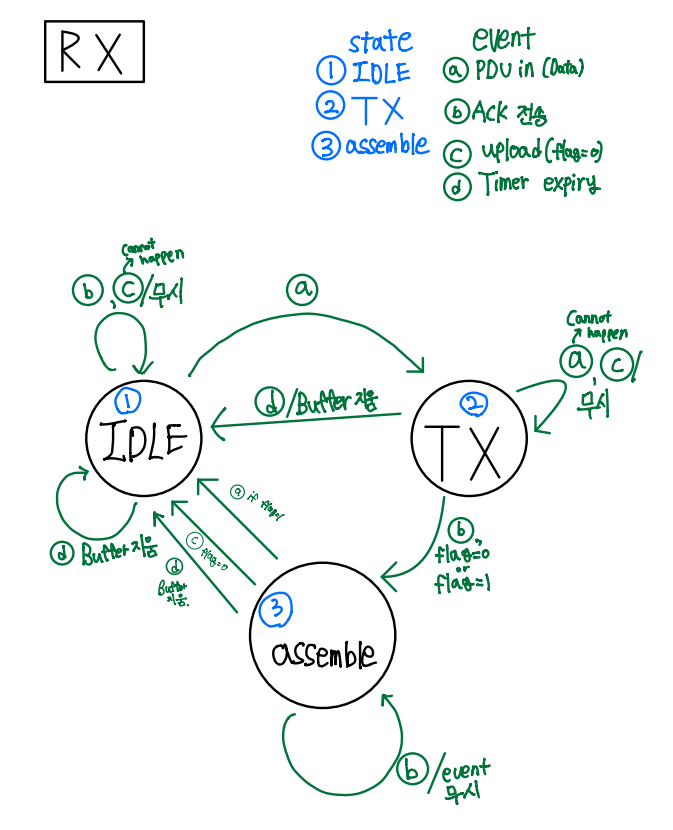 RX
state
① IDLE
② TX
③ assemble
event
ⓐ PDU in (Data)
ⓑ Ack 전송
ⓒ upload (flag=0)
ⓓ Timer expiry
Cannot
happen
ⓑ, ⓒ/무시
ⓐ
Cannot
happen
ⓐ, ⓒ/
무시
ⓓ/Buffer 지움
①
IDLE
②
TX
ⓓ Buffer 지움
ⓐ if flag=1
ⓒ flag=0
ⓓ
Buffer
지움.
ⓑ,
flag=0
or
flag=1
③
assemble
ⓑ/event
무시